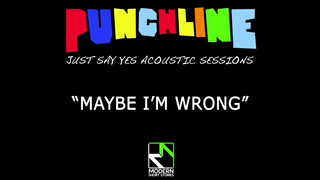 PUNCHLINE
JUST SAY YES ACOUSTIC SESSIONS
“MAYBE I’M WRONG”
MODERN
SHORT STORIES